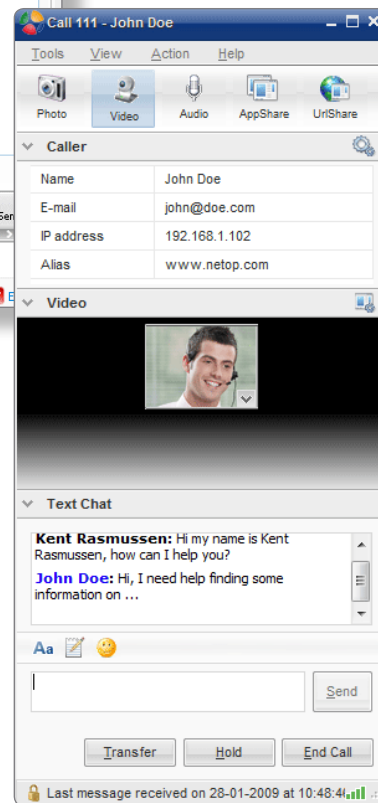 Call 111 - John Doe
Tools View Action Help
Photo Video Audio AppShare UrlShare
Caller
Name John Doe
E-mail john@doe.com
IP address 192.168.1.102
Alias www.netop.com
Video
Text Chat
Kent Rasmussen: Hi my name is Kent
Rasmussen, how can I help you?
John Doe: Hi, I need help finding some
information on ...
Aa
Send
Transfer Hold End Call
Last message received on 28-01-2009 at 10:48:4